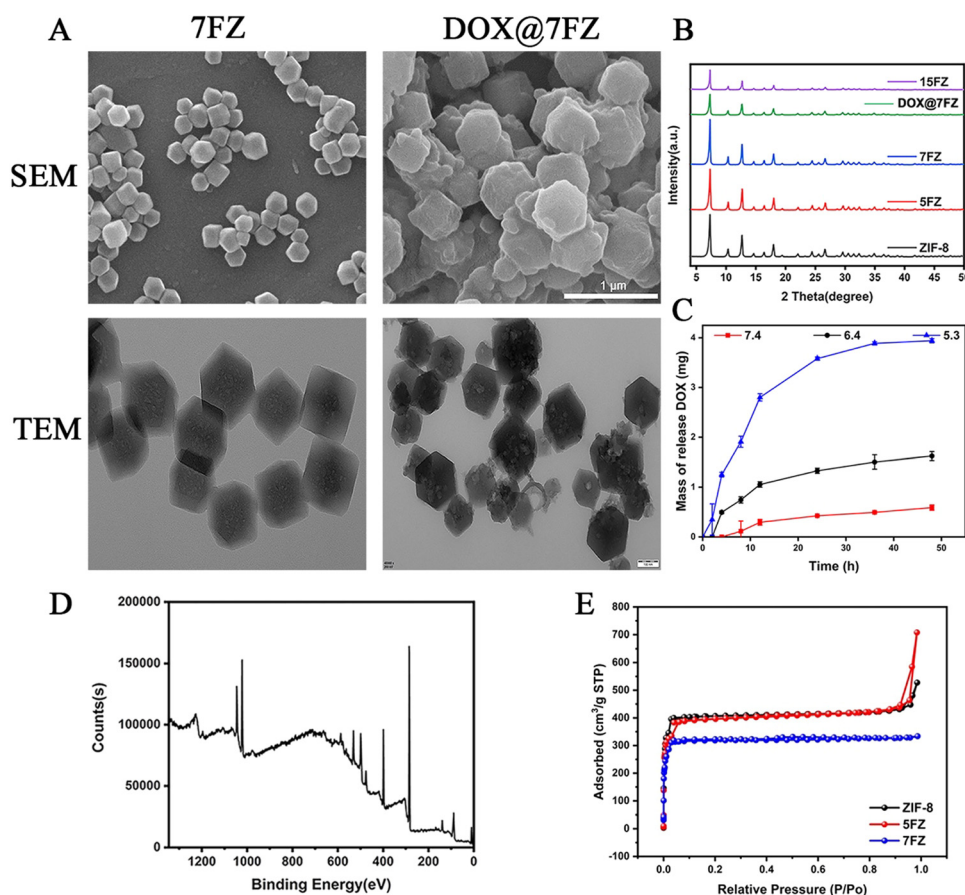 A
7FZ
DOX@7FZ
SEM
1 μm
TEM
B
Intensity(a.u.)
15FZ
DOX@7FZ
7FZ
5FZ
ZIF-8
5 10 15 20 25 30 35 40 45 50
2 Theta(degree)
C
Mass of release DOX (mg)
7.4 6.4 5.3
4
3
2
1
0
0 10 20 30 40 50
Time (h)
D
Counts(s)
200000
150000
100000
50000
0
1200 1000 800 600 400 200 0
Binding Energy(eV)
E
Adsorbed (cm³/g STP)
800
700
600
500
400
300
200
100
0
-100
ZIF-8
5FZ
7FZ
0.0 0.2 0.4 0.6 0.8 1.0
Relative Pressure (P/Po)